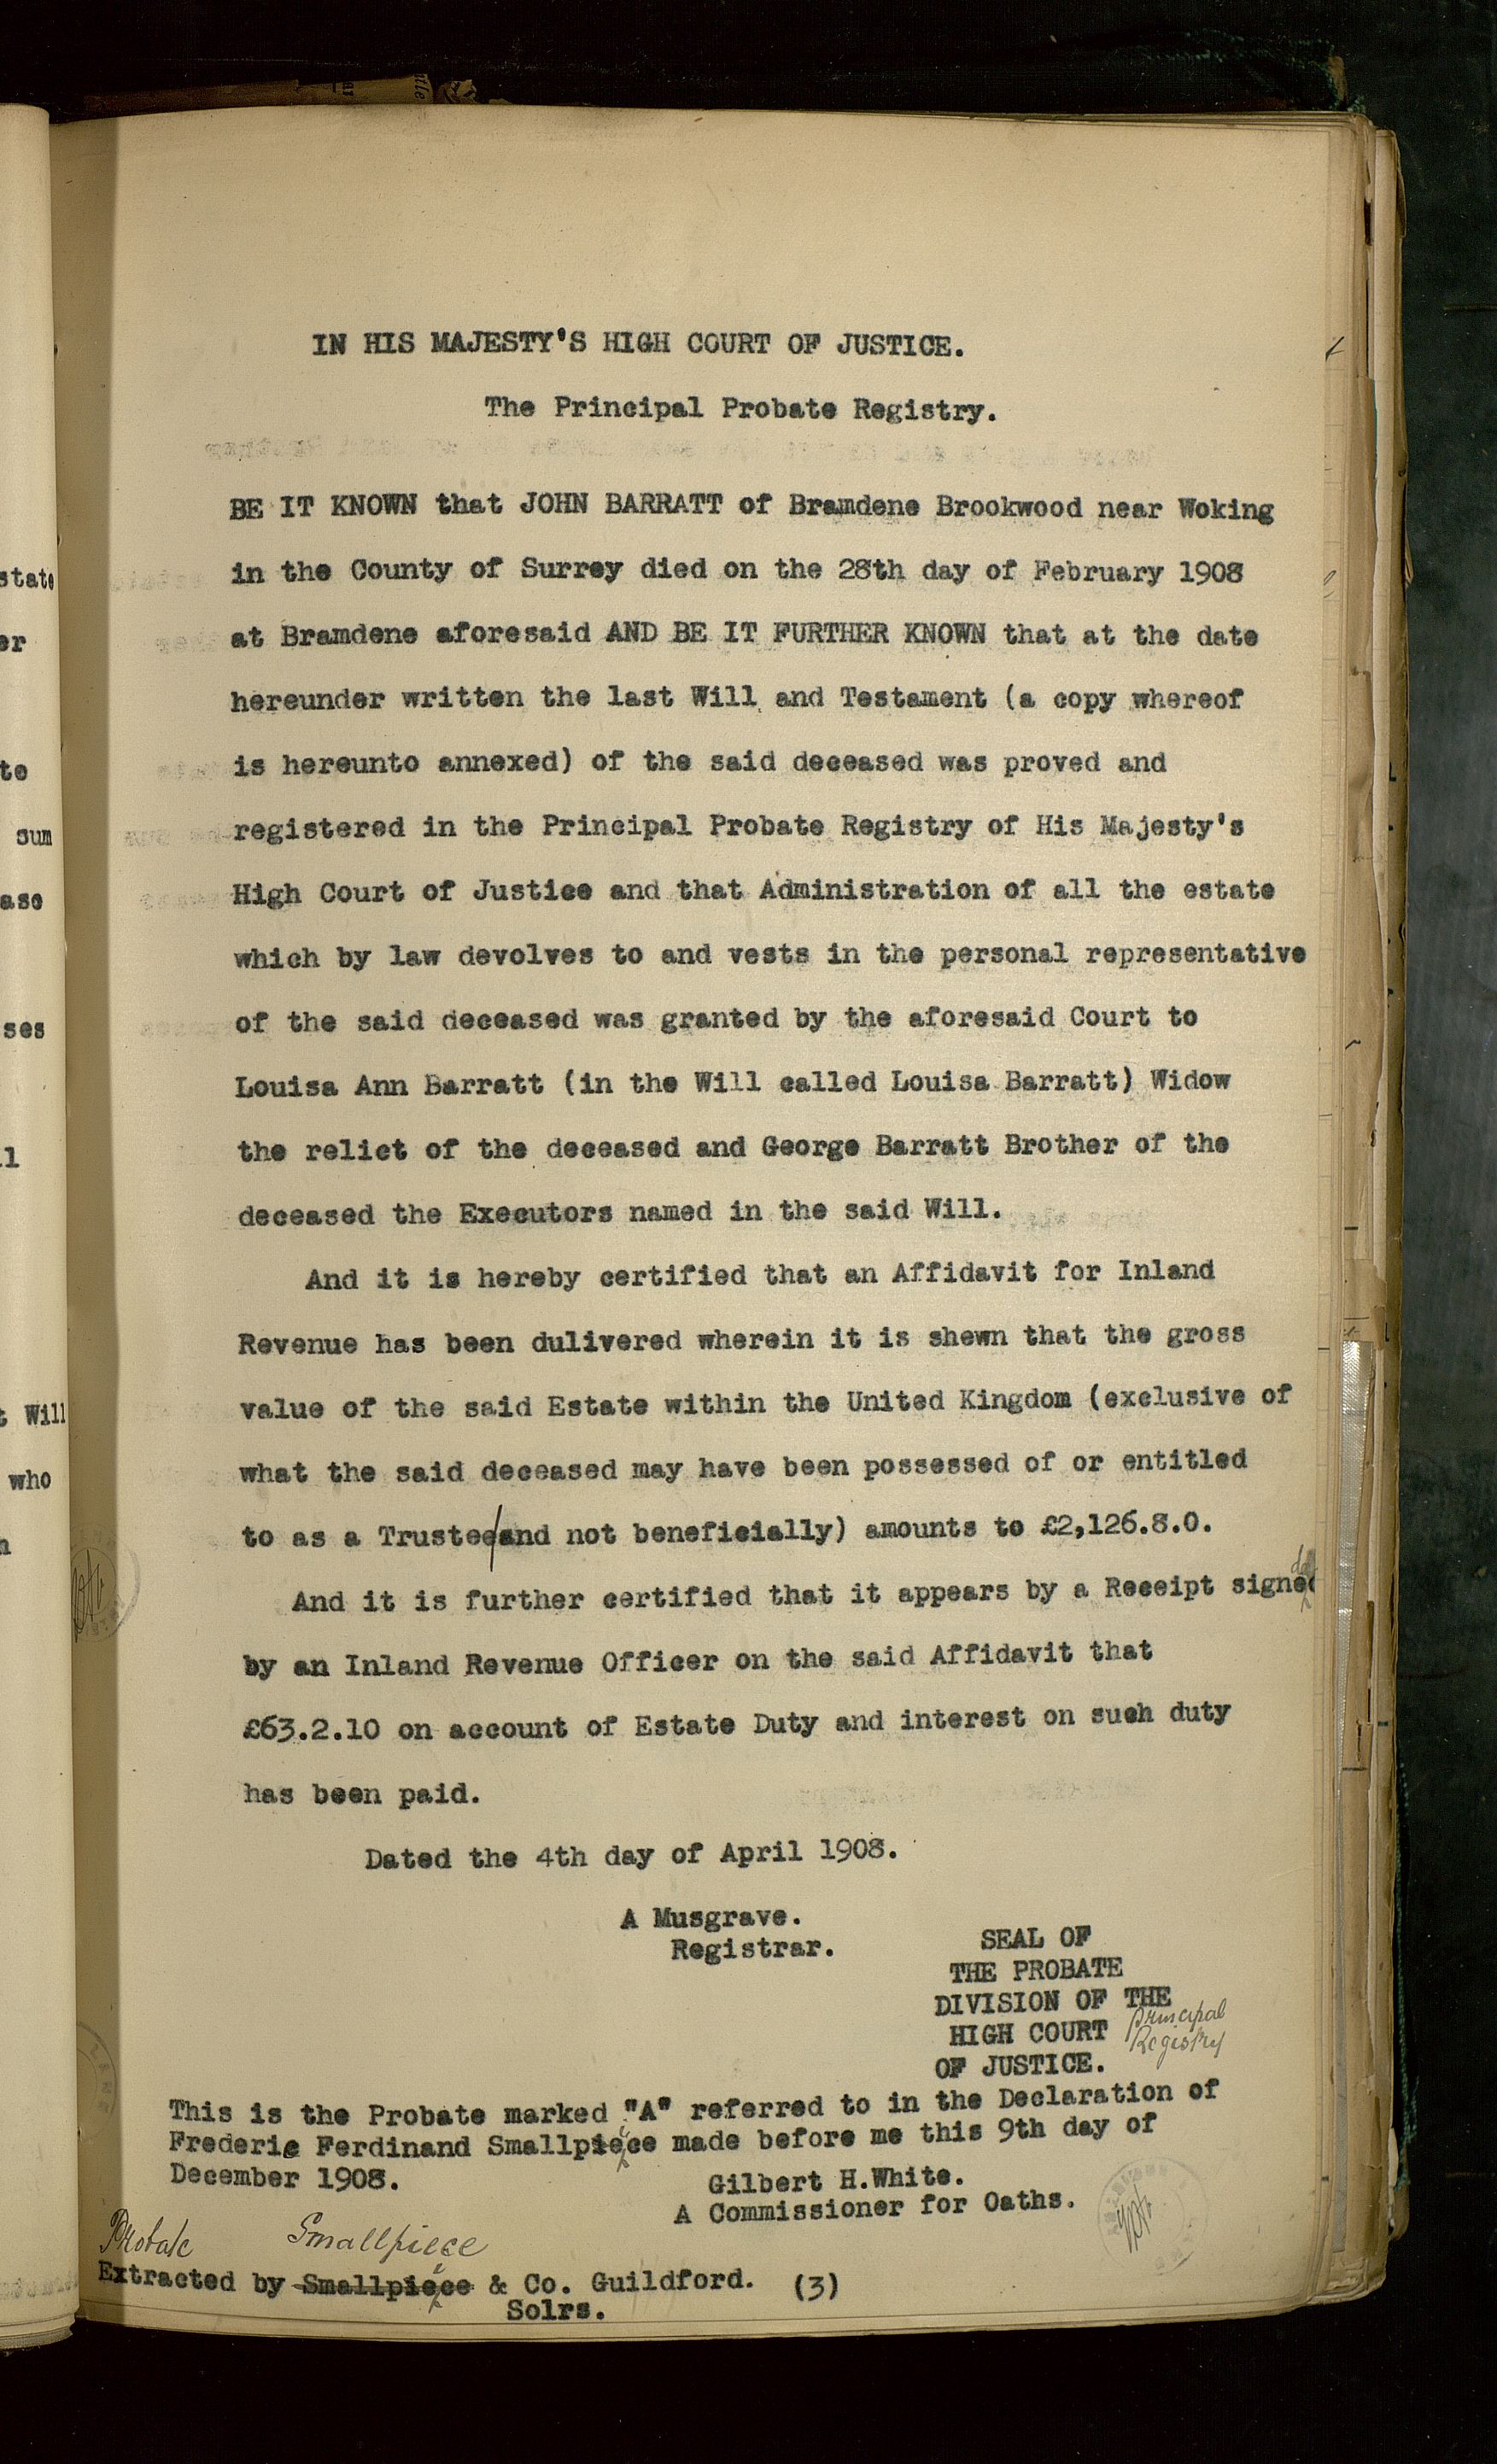 IN HIS MAJESTY'S HIGH COURT OF JUSTICE.
The Principal Probate Registry.
BE IT KNOWN that JOHN BARRATT of Bramdene Brookwood near Woking
in the County of Surrey died on the 28th day of February 1908
at Bramdene aforesaid AND BE IT FURTHER KNOWN that at the date
hereunder written the last Will and Testament (a copy whereof
is hereunto annexed) of the said deceased was proved and
registered in the Principal Probate Registry of His Majesty's
High Court of Justice and that Administration of all the estate
which by law devolves to and vests in the personal representative
of the said deceased was granted by the aforesaid Court to
Louisa Ann Barratt (in the Will called Louisa Barratt) Widow
the relict of the deceased and George Barratt Brother of the
deceased the Executors named in the said Will.
And it is hereby certified that an Affidavit for Inland
Revenue has been dulivered wherein it is shewn that the gross
value of the said Estate within the United Kingdom (exclusive of
what the said deceased may have been possessed of or entitled
to as a Trustee/and not beneficially) amounts to £2,126.8.0.
And it is further certified that it appears by a Receipt signed
by an Inland Revenue Officer on the said Affidavit that
£63.2.10 on account of Estate Duty and interest on such duty
has been paid.
Dated the 4th day of April 1908.
A Musgrave.
Registrar.
SEAL OF
THE PROBATE
DIVISION OF THE
HIGH COURT Principal
Registry
OF JUSTICE.
This is the Probate marked "A" referred to in the Declaration of
Frederic Ferdinand Smallpiece made before me this 9th day of
December 1908.
Gilbert H.White.
A Commissioner for Oaths.
Probate Smallpiece
Extracted by Smallpiece & Co. Guildford. (3)
Solrs.
state
er
te
sum
ase
ses
t Will
who